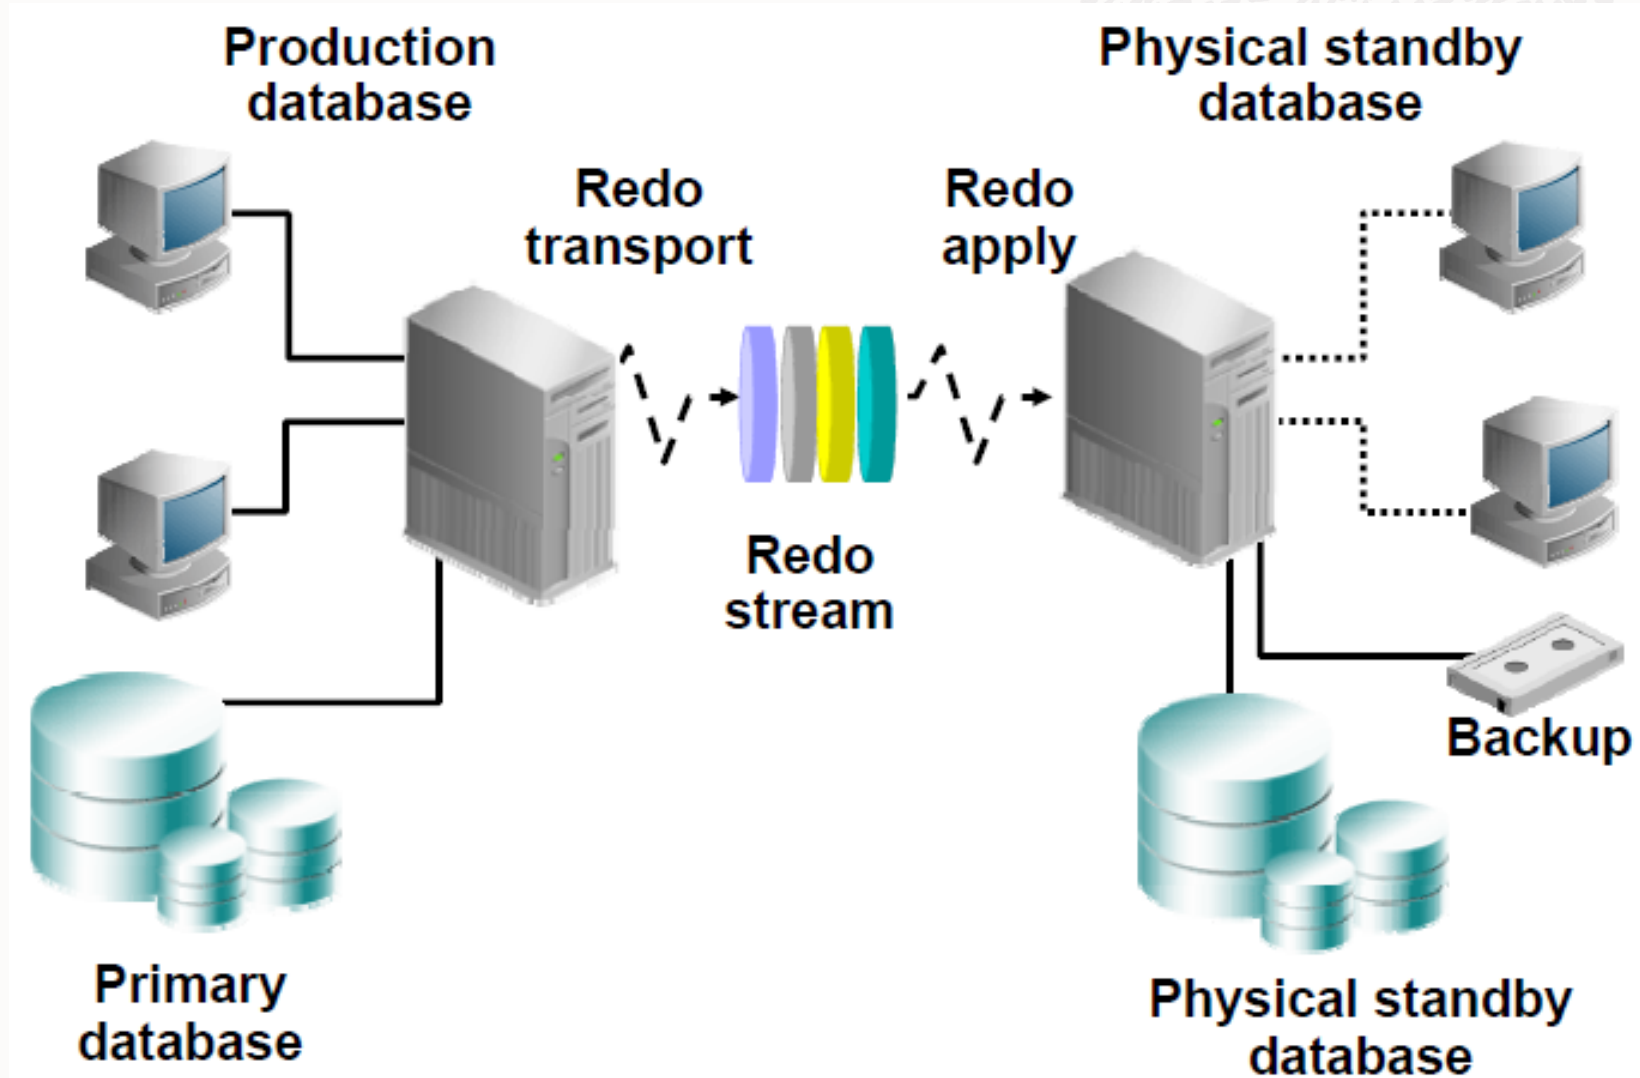 Production
database
Physical standby
database
Redo
transport
Redo
apply
Redo
stream
Backup
Primary
database
Physical standby
database